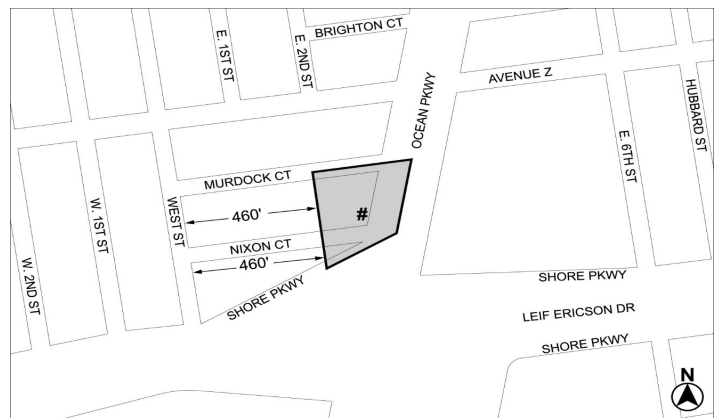 BRIGHTON CT
E. 1ST ST
E. 2ND ST
AVENUE Z
OCEAN PKWY
HUBBARD ST
E. 6TH ST
MURDOCK CT
460'
#
WEST ST
W. 1ST ST
W. 2ND ST
NIXON CT
460'
SHORE PKWY
SHORE PKWY
LEIF ERICSON DR
SHORE PKWY
N